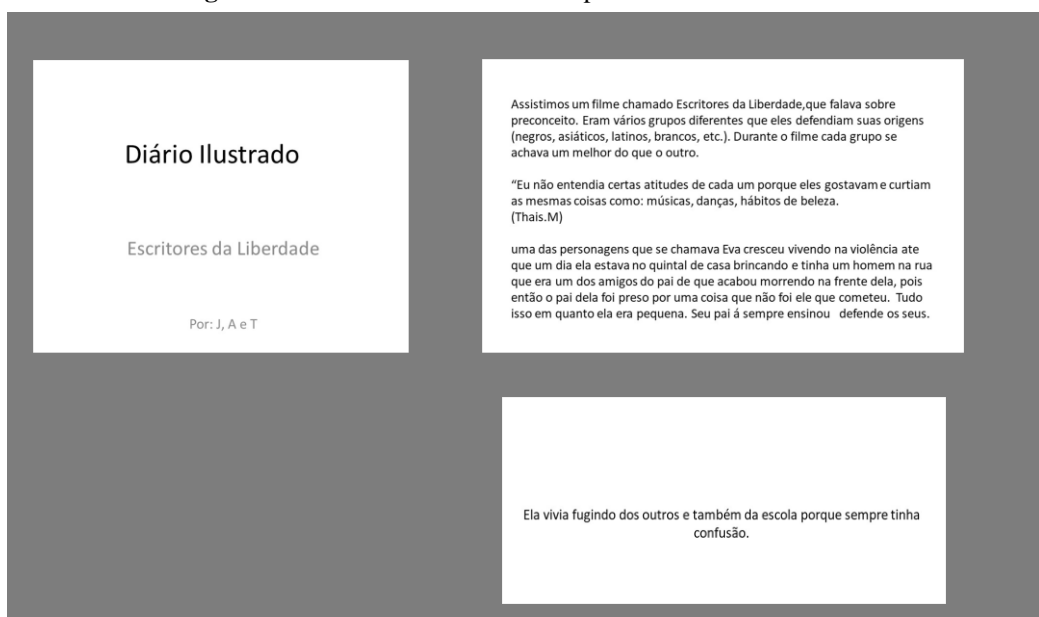 Diário Ilustrado
Escritores da Liberdade
Por: J, A e T
Assistimos um filme chamado Escritores da Liberdade,que falava sobre
preconceito. Eram vários grupos diferentes que eles defendiam suas origens
(negros, asiáticos, latinos, brancos, etc.). Durante o filme cada grupo se
achava um melhor do que o outro.
“Eu não entendia certas atitudes de cada um porque eles gostavam e curtiam
as mesmas coisas como: músicas, danças, hábitos de beleza.
(Thais.M)
uma das personagens que se chamava Eva cresceu vivendo na violência ate
que um dia ela estava no quintal de casa brincando e tinha um homem na rua
que era um dos amigos do pai de que acabou morrendo na frente dela, pois
então o pai dela foi preso por uma coisa que não foi ele que cometeu. Tudo
isso em quanto ela era pequena. Seu pai á sempre ensinou defende os seus.
Ela vivia fugindo dos outros e também da escola porque sempre tinha
confusão.